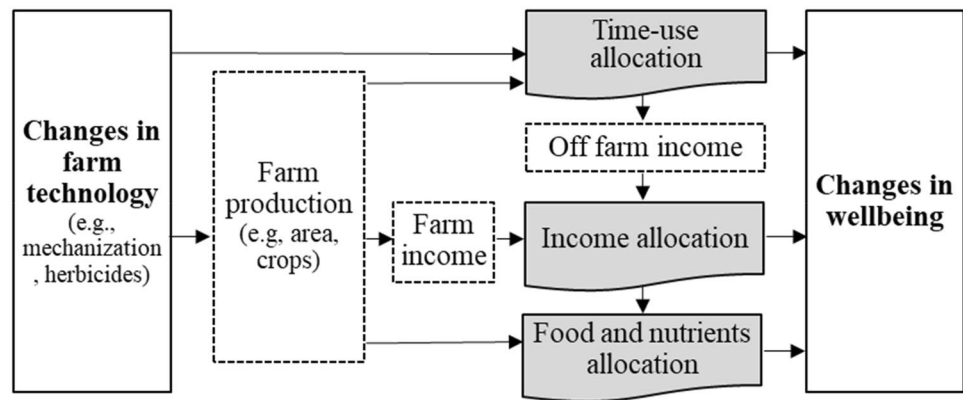 Changes in
farm
technology
(e.g.,
mechanization
, herbicides)
Farm
production
(e.g, area,
crops)
Farm
income
Time-use
allocation
Off farm income
Income allocation
Food and nutrients
allocation
Changes in
wellbeing